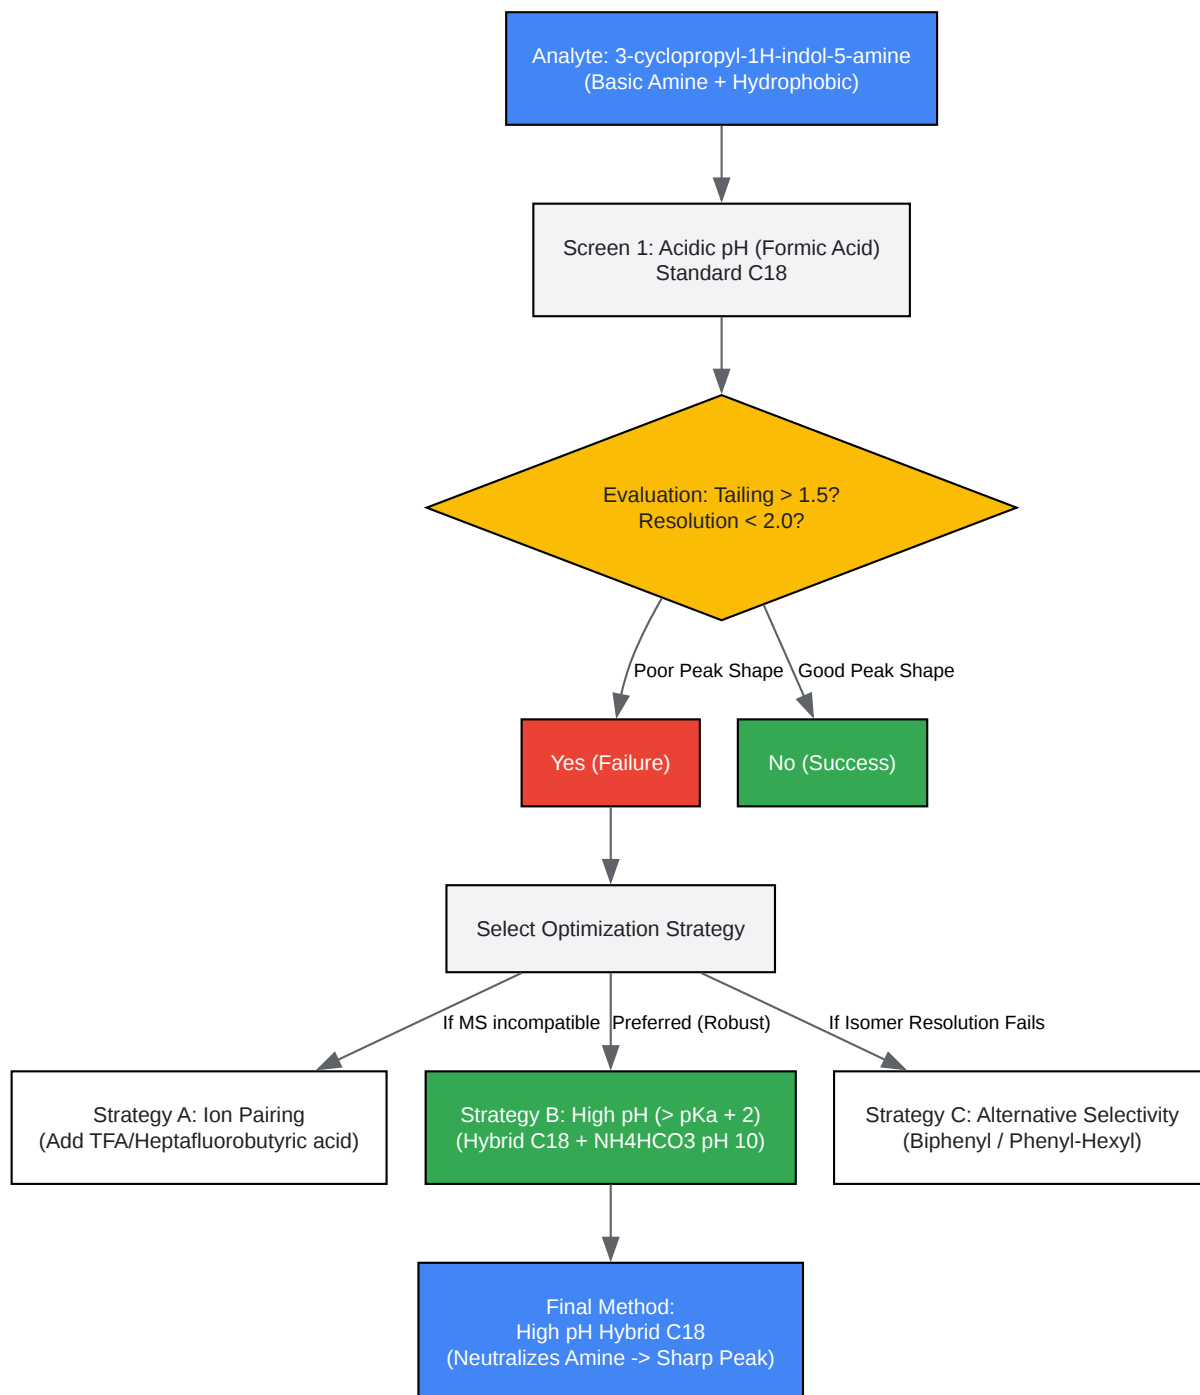 Analyte: 3-cyclopropyl-1H-indol-5-amine
(Basic Amine + Hydrophobic)
Screen 1: Acidic pH (Formic Acid)
Standard C18
Evaluation: Tailing > 1.5?
Resolution < 2.0?
Poor Peak Shape
Good Peak Shape
Yes (Failure)
No (Success)
Select Optimization Strategy
If MS incompatible
Preferred (Robust)
If Isomer Resolution Fails
Strategy A: Ion Pairing
(Add TFA/Heptafluorobutyric acid)
Strategy B: High pH (> pKa + 2)
(Hybrid C18 + NH4HCO3 pH 10)
Strategy C: Alternative Selectivity
(Biphenyl / Phenyl-Hexyl)
Final Method:
High pH Hybrid C18
(Neutralizes Amine -> Sharp Peak)